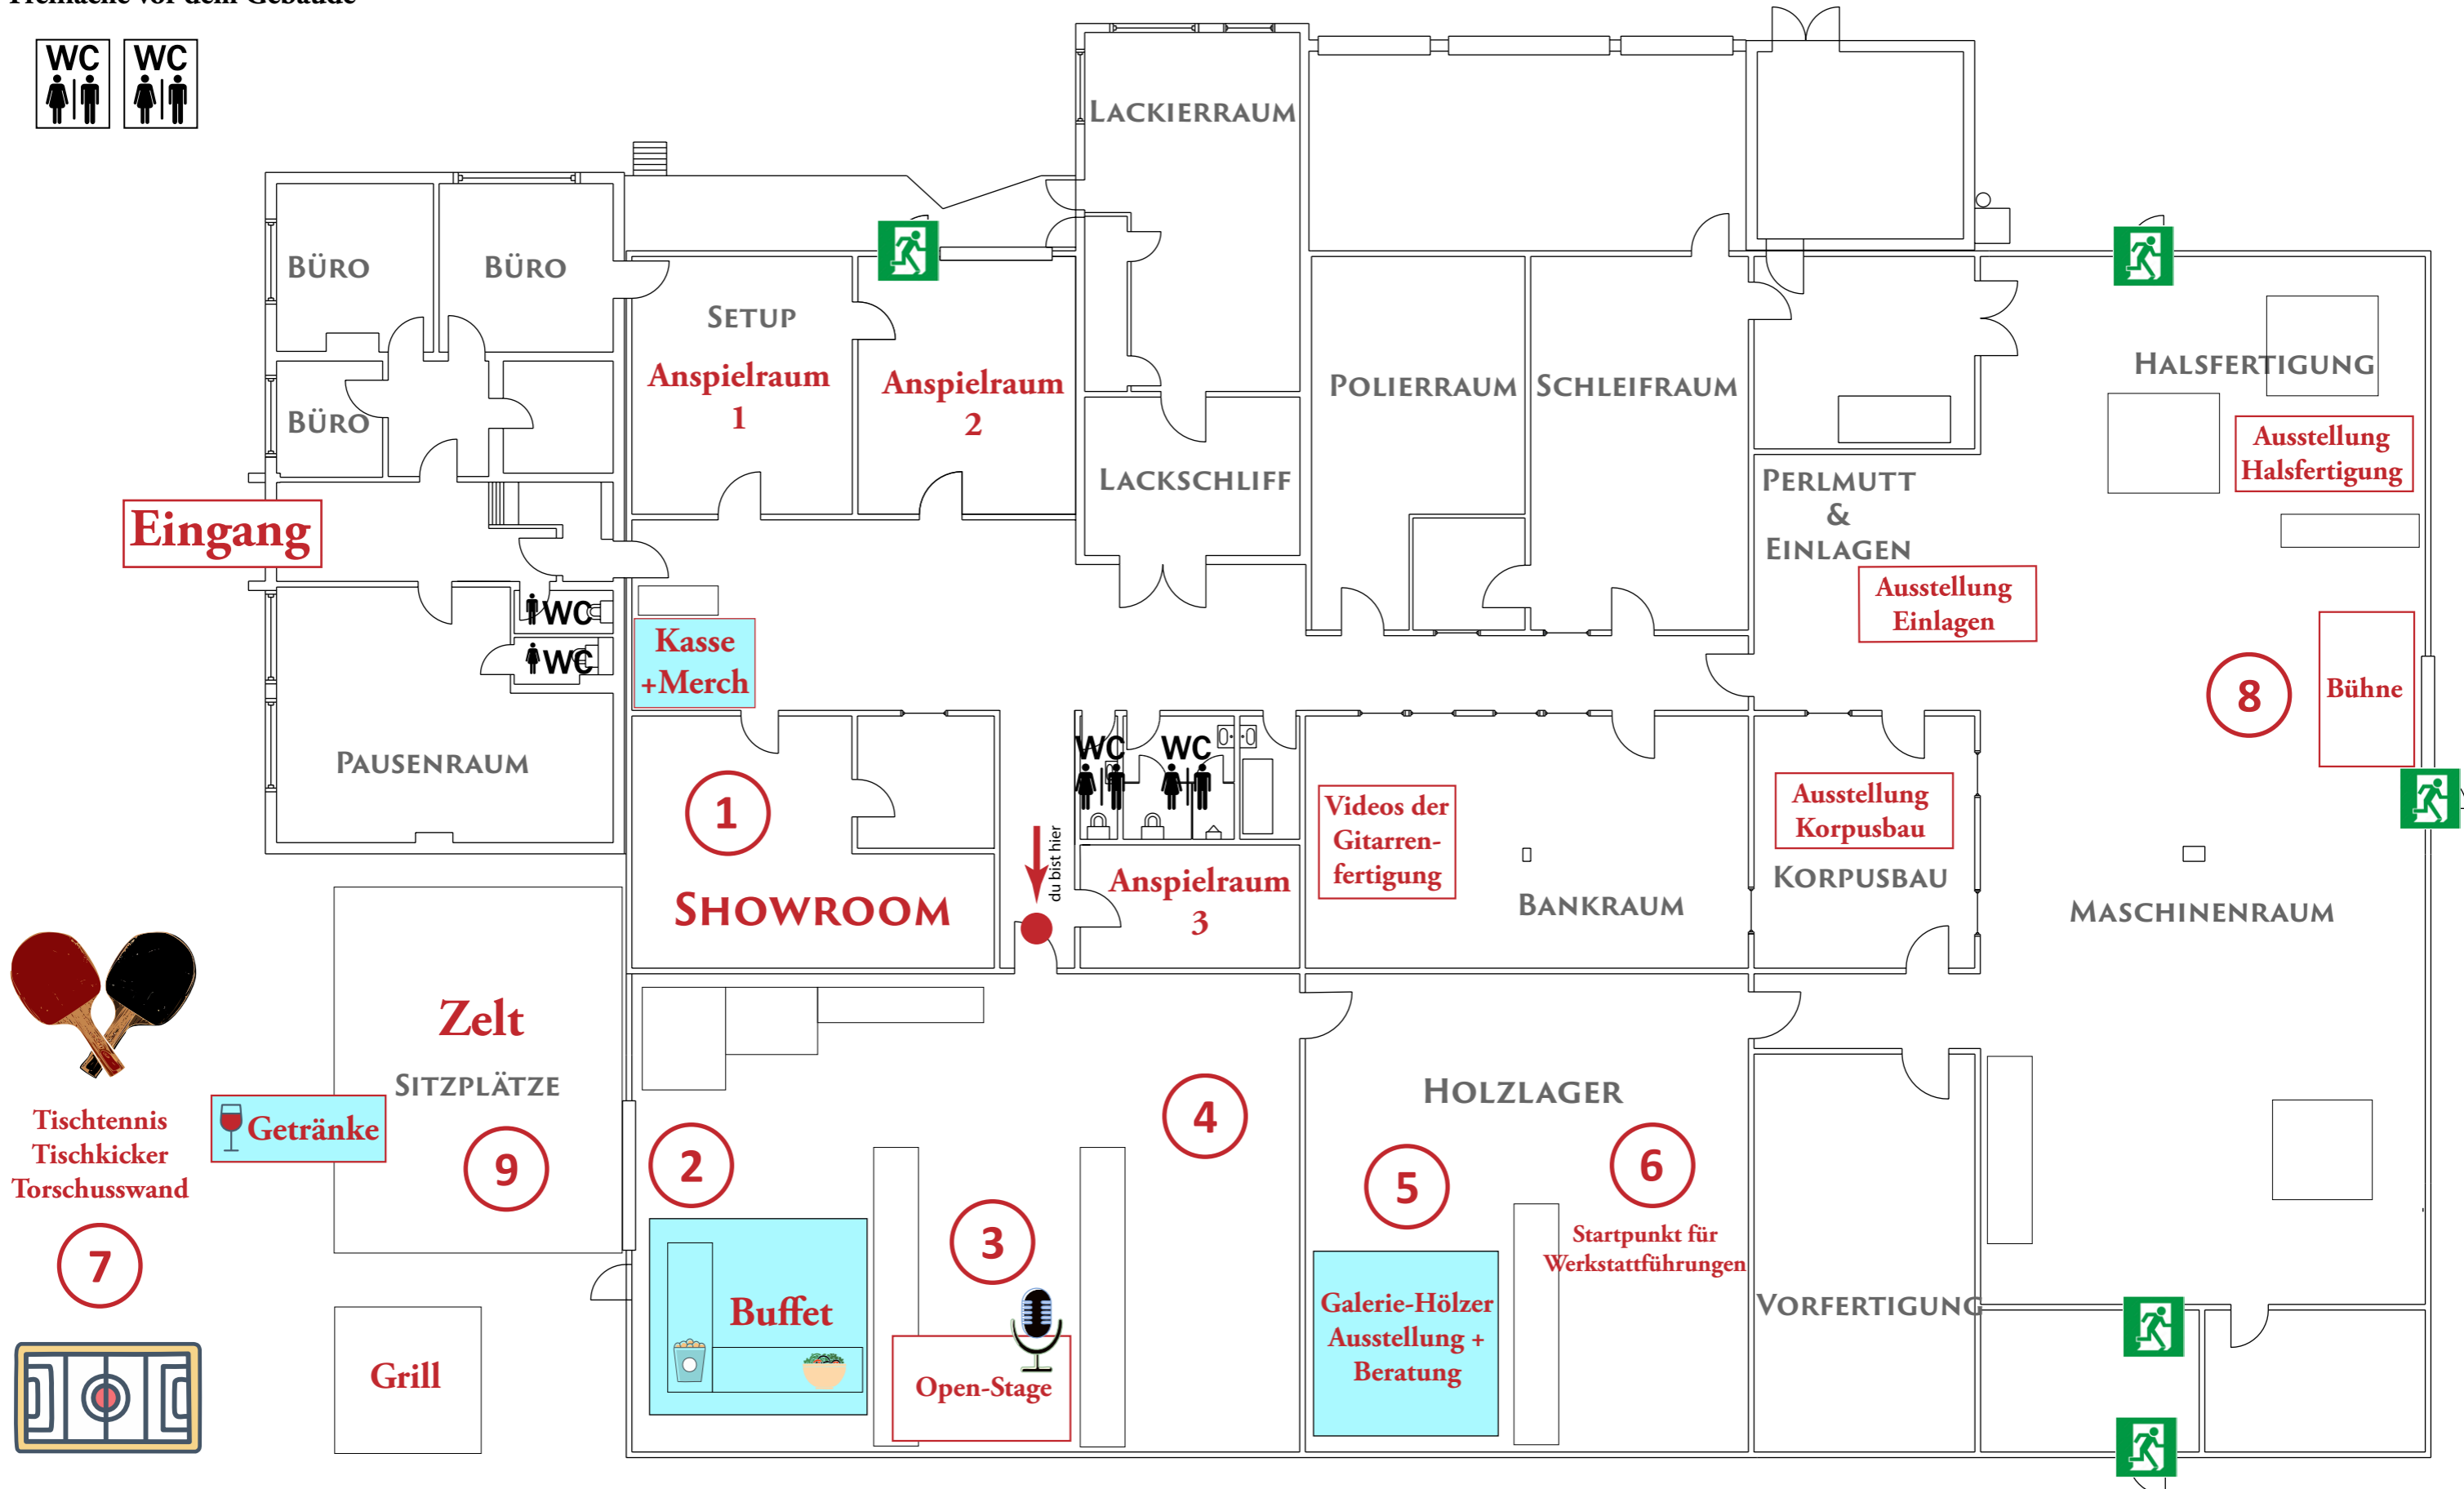 WC WC
LACKIERRAUM
BÜRO
BÜRO
SETUP
Anspielraum
1
Anspielraum
2
POLIERRAUM
SCHLEIFRAUM
HALSFERTIGUNG
Ausstellung
Halsfertigung
BÜRO
LACKSCHLIFF
PERLMUTT
&
EINLAGEN
Eingang
Ausstellung
Einlagen
WC
WC
Kasse
+Merch
8
Bühne
PAUSENRAUM
1
SHOWROOM
WC WC
du bist hier
Anspielraum
3
Videos der
Gitarren-
fertigung
BANKRAUM
Ausstellung
Korpusbau
KORPUSBAU
MASCHINENRAUM
Zelt
SITZPLÄTZE
Getränke
9
Tischtennis
Tischkicker
Torschusswand
7
2
4
HOLZLAGER
5
6
Startpunkt für
Werkstattführungen
3
Buffet
Open-Stage
Galerie-Hölzer
Ausstellung +
Beratung
VORFERTIGUNG
Grill